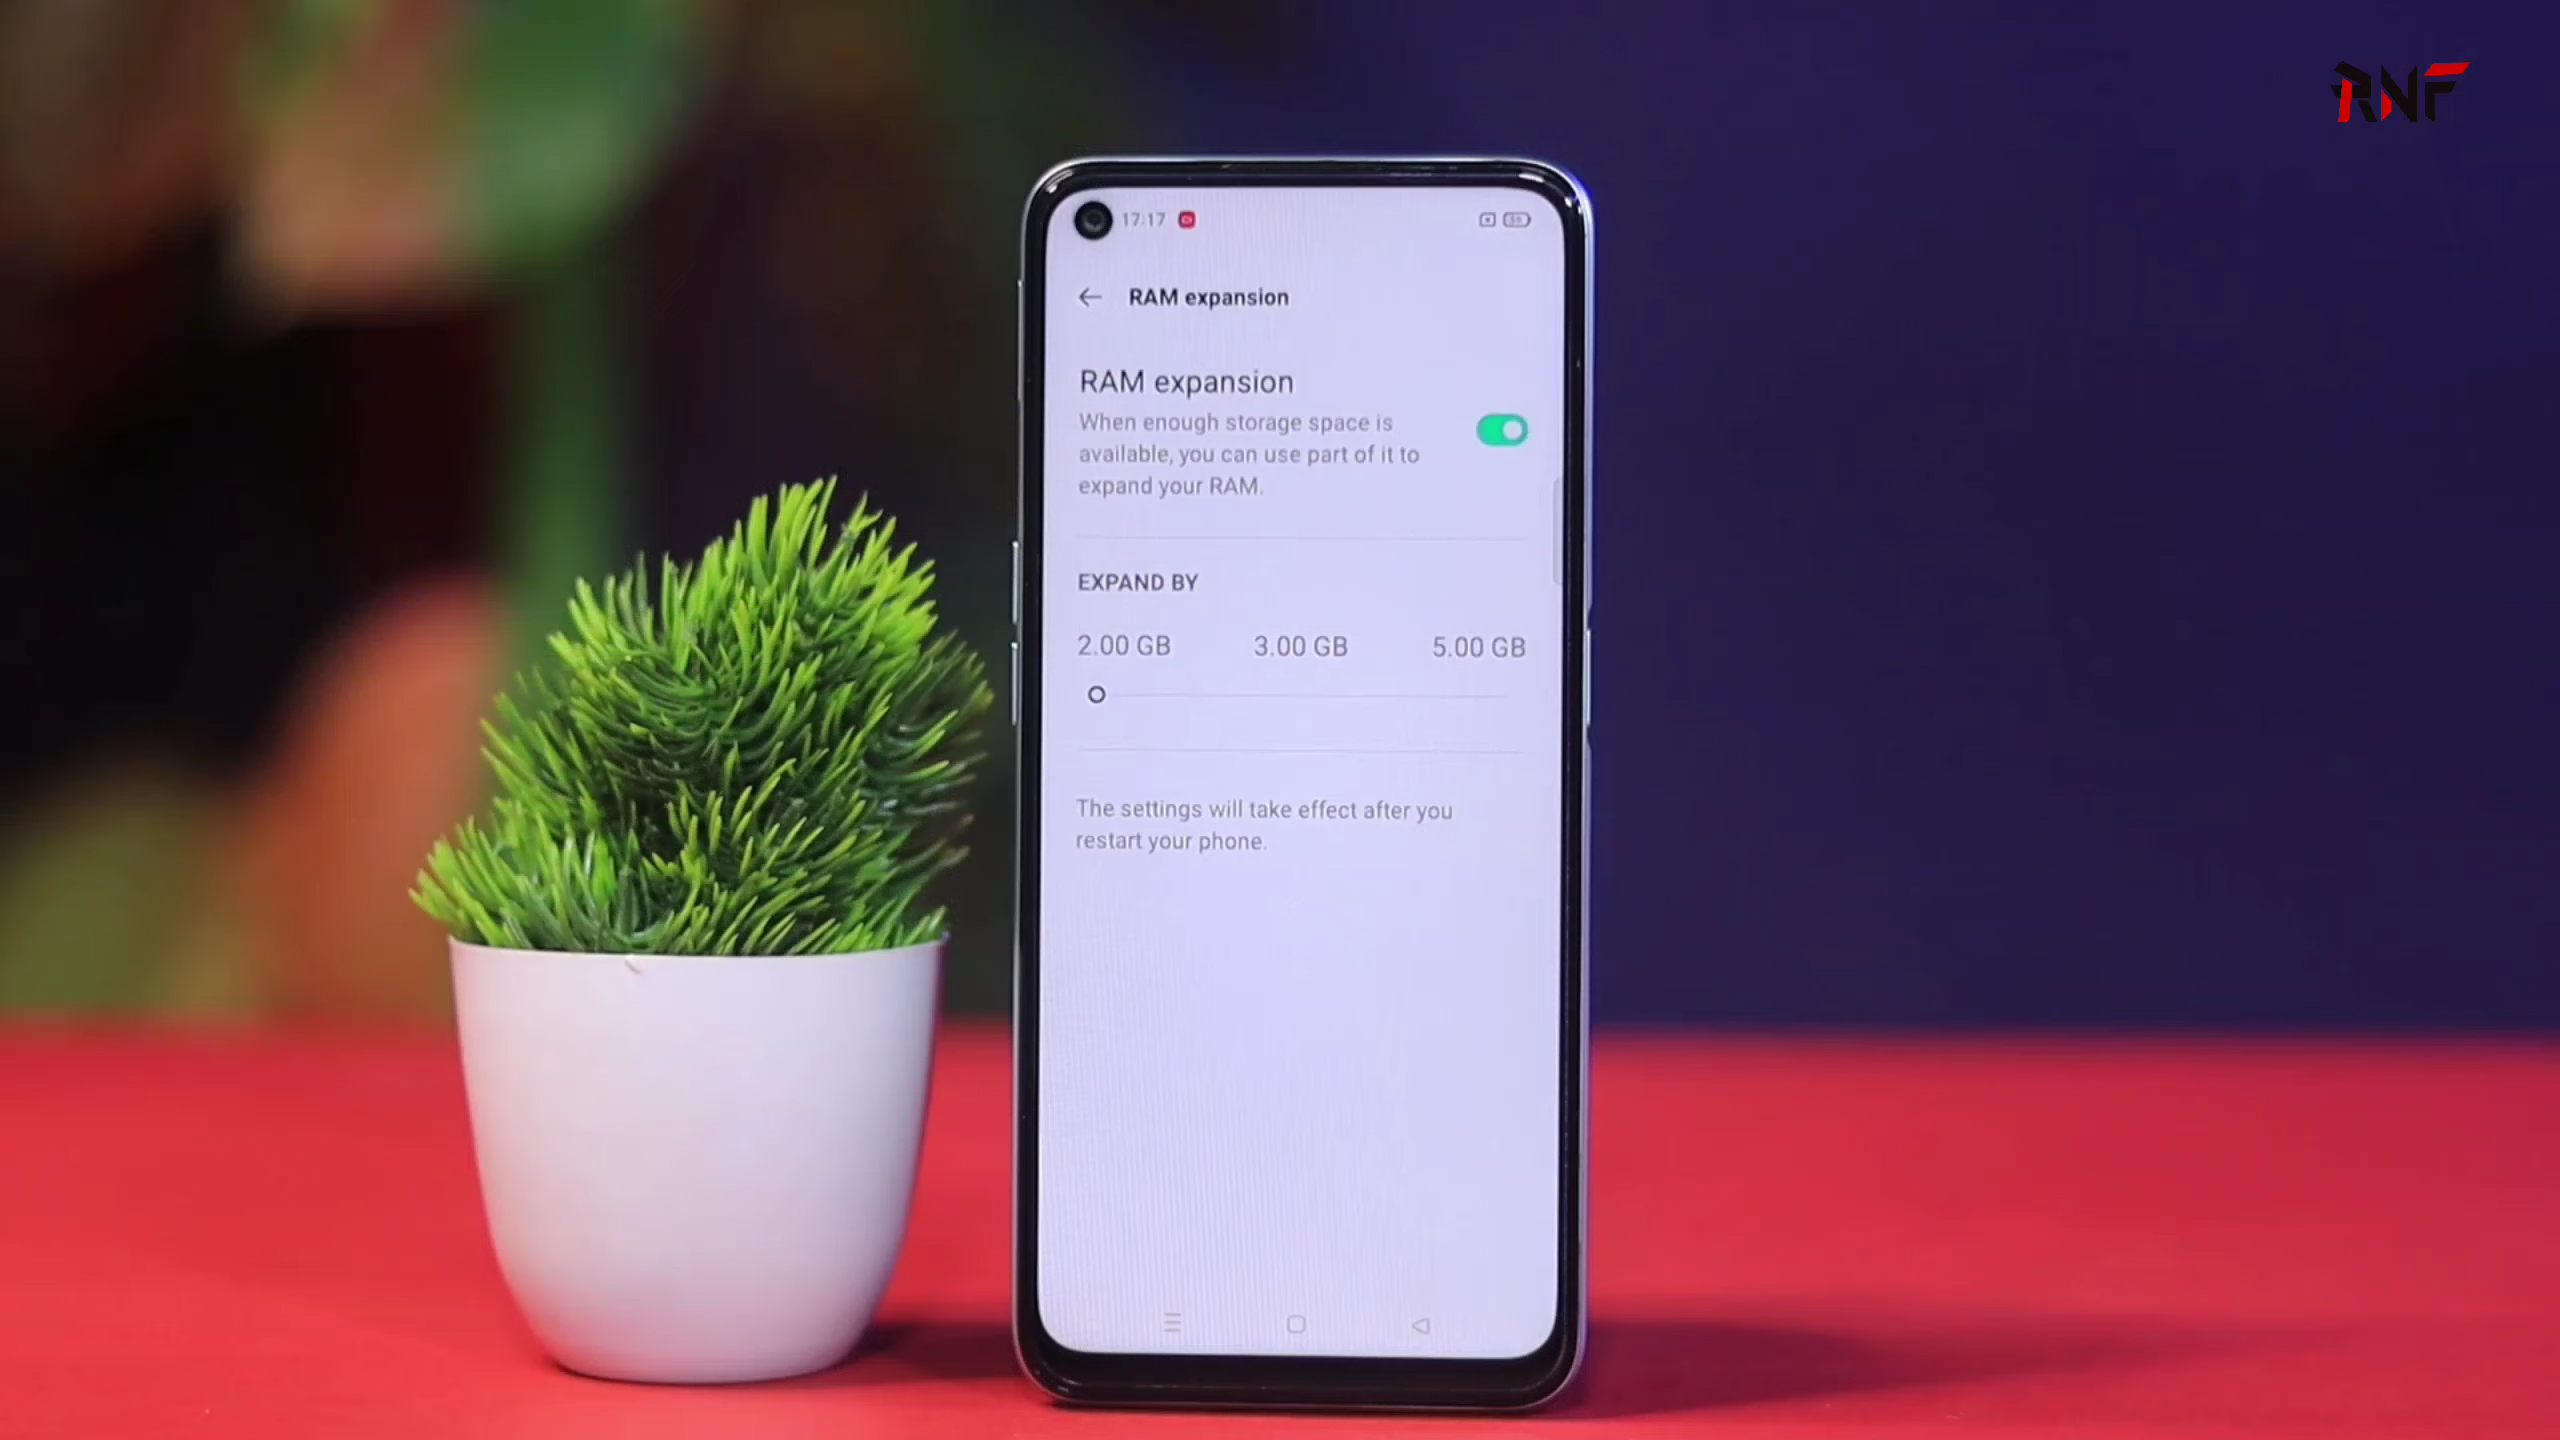 RNF
17:17
RAM expansion
RAM expansion
When enough storage space is
available, you can use part of it to
expand your RAM.
EXPAND BY
2.00 GB 3.00 GB 5.00 GB
The settings will take effect after you
restart your phone.